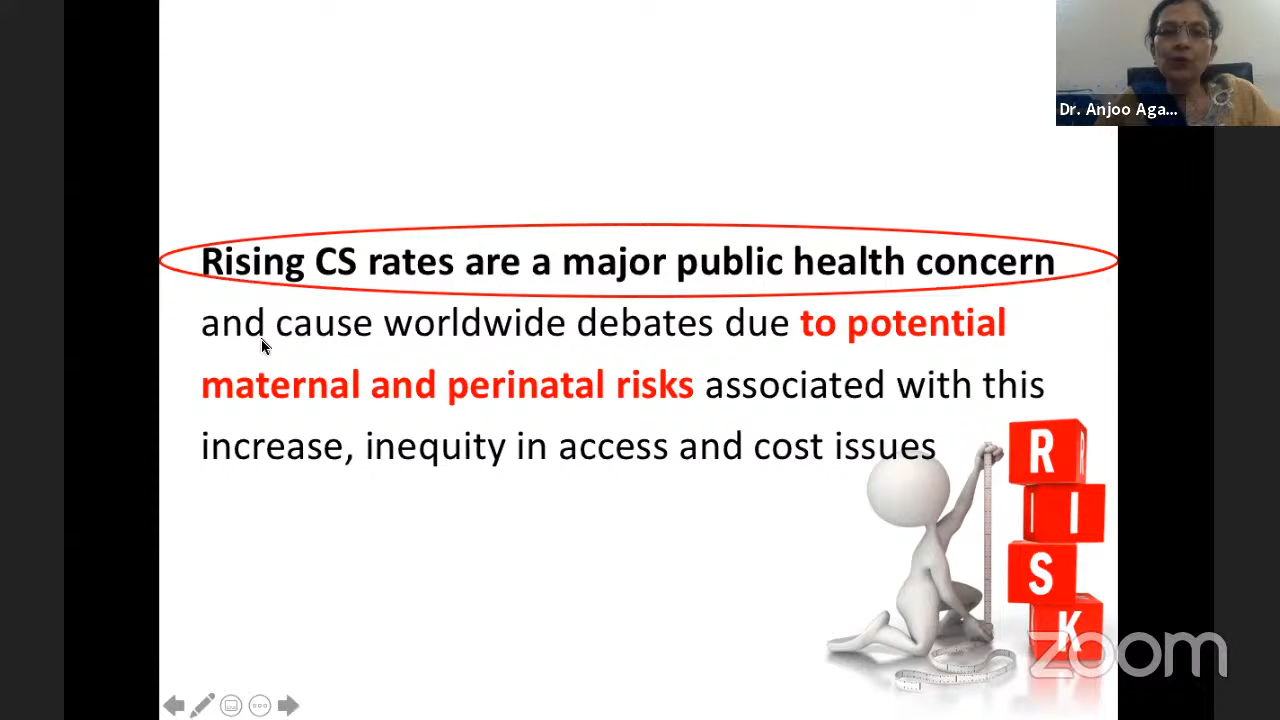 Dr. Anjoo Aga...
Rising CS rates are a major public health concern
and cause worldwide debates due to potential
maternal and perinatal risks associated with this
increase, inequity in access and cost issues
R R
I I
S
K
zoom